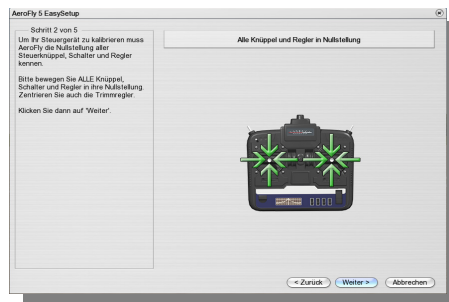 AeroFly 5 EasySetup
Schritt 2 von 5
Um Ihr Steuergerät zu kalibrieren muss
AeroFly die Nullstellung aller
Steuerknüppel, Schalter und Regler
kennen.
Bitte bewegen Sie ALLE Knüppel,
Schalter und Regler in ihre Nullstellung.
Zentrieren Sie auch die Trimmregler.
Klicken Sie dann auf 'Weiter'.
Alle Knüppel und Regler in Nullstellung
< Zurück
Weiter >
Abbrechen